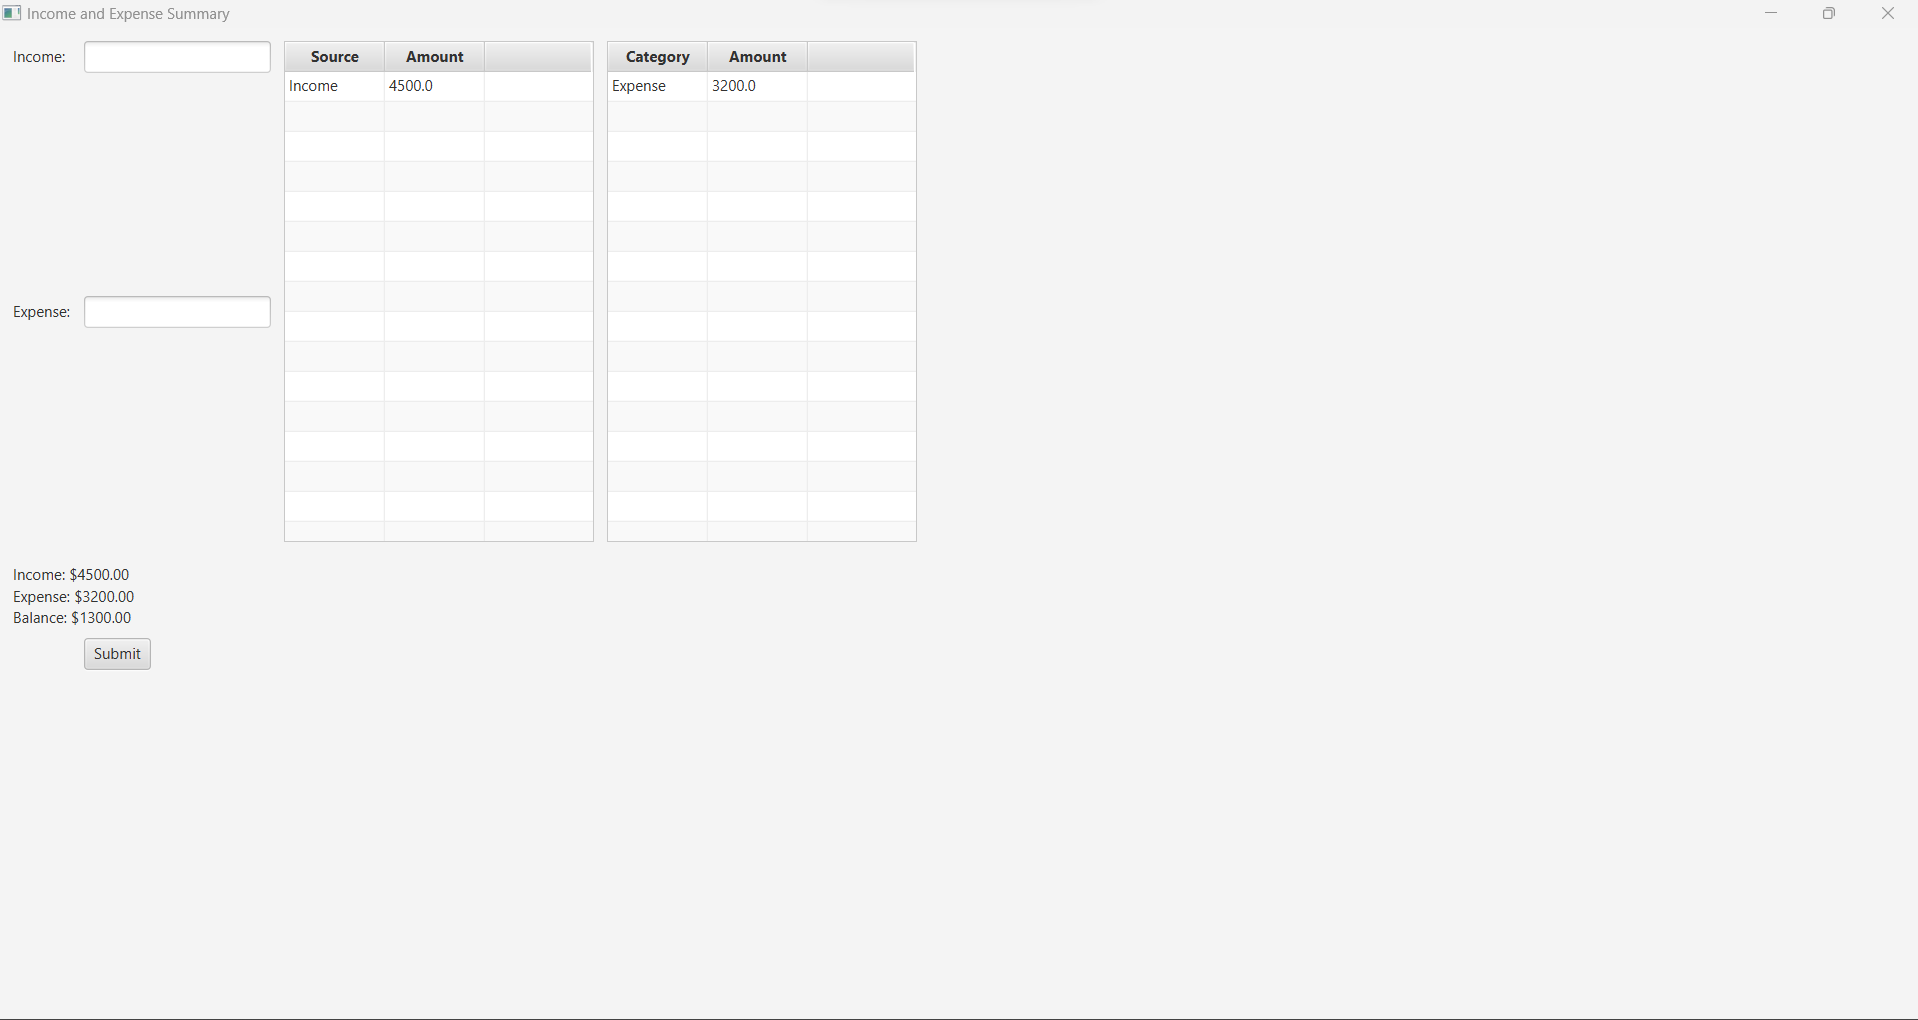 Income and Expense Summary
Income:
Source Amount
Income 4500.0
Category Amount
Expense 3200.0
Expense:
Income: $4500.00
Expense: $3200.00
Balance: $1300.00
Submit